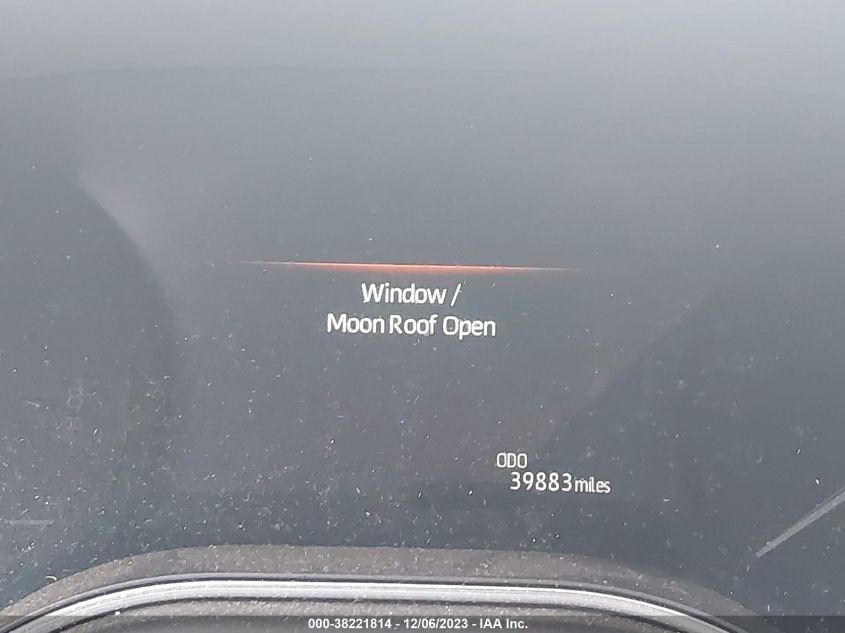 Window /
Moon Roof Open
ODO
39883 miles
000-38221814 - 12/06/2023 - IAA Inc.